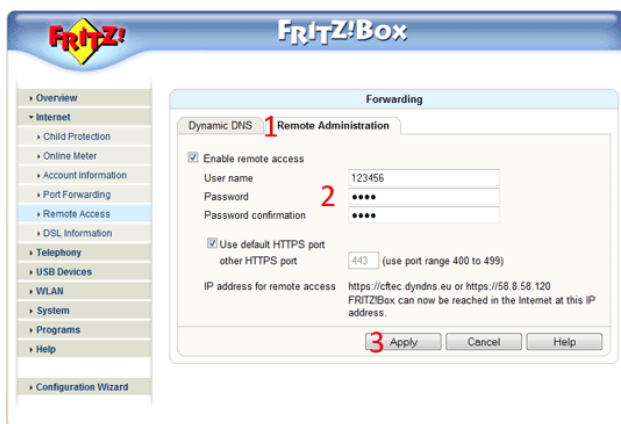 FRITZ!
FRITZ!BOX
Overview
Internet
Child Protection
Online Meter
Account Information
Port Forwarding
Remote Access
DSL Information
Telephony
USB Devices
WLAN
System
Programs
Help
Configuration Wizard
Forwarding
Dynamic DNS 1 Remote Administration
Enable remote access
User name 123456
Password ●●●●
2
Password confirmation ●●●●
Use default HTTPS port
other HTTPS port 443 (use port range 400 to 499)
IP address for remote access https://cftec.dyndns.eu or https://58.8.58.120
FRITZ!Box can now be reached in the Internet at this IP
address.
3 Apply Cancel Help